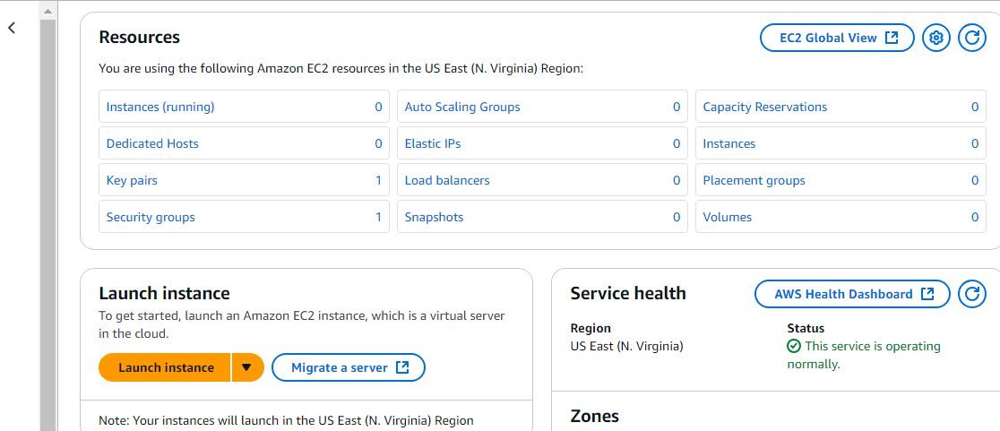 Resources
EC2 Global View
You are using the following Amazon EC2 resources in the US East (N. Virginia) Region:
Instances (running) 0
Auto Scaling Groups 0
Capacity Reservations 0
Dedicated Hosts 0
Elastic IPs 0
Instances 0
Key pairs 1
Load balancers 0
Placement groups 0
Security groups 1
Snapshots 0
Volumes 0
Launch instance
To get started, launch an Amazon EC2 instance, which is a virtual server
in the cloud.
Launch instance
Migrate a server
Note: Your instances will launch in the US East (N. Virginia) Region
Service health
AWS Health Dashboard
Region
US East (N. Virginia)
Status
This service is operating
normally.
Zones